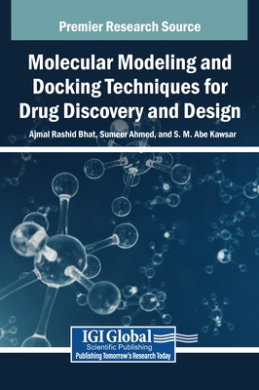 Premier Research Source
Molecular Modeling and
Docking Techniques for
Drug Discovery and Design
Ajmal Rashid Bhat, Sumeer Ahmed, and S. M. Abe Kawsar
IGI Global
Scientific Publishing
Publishing Tomorrow's Research Today